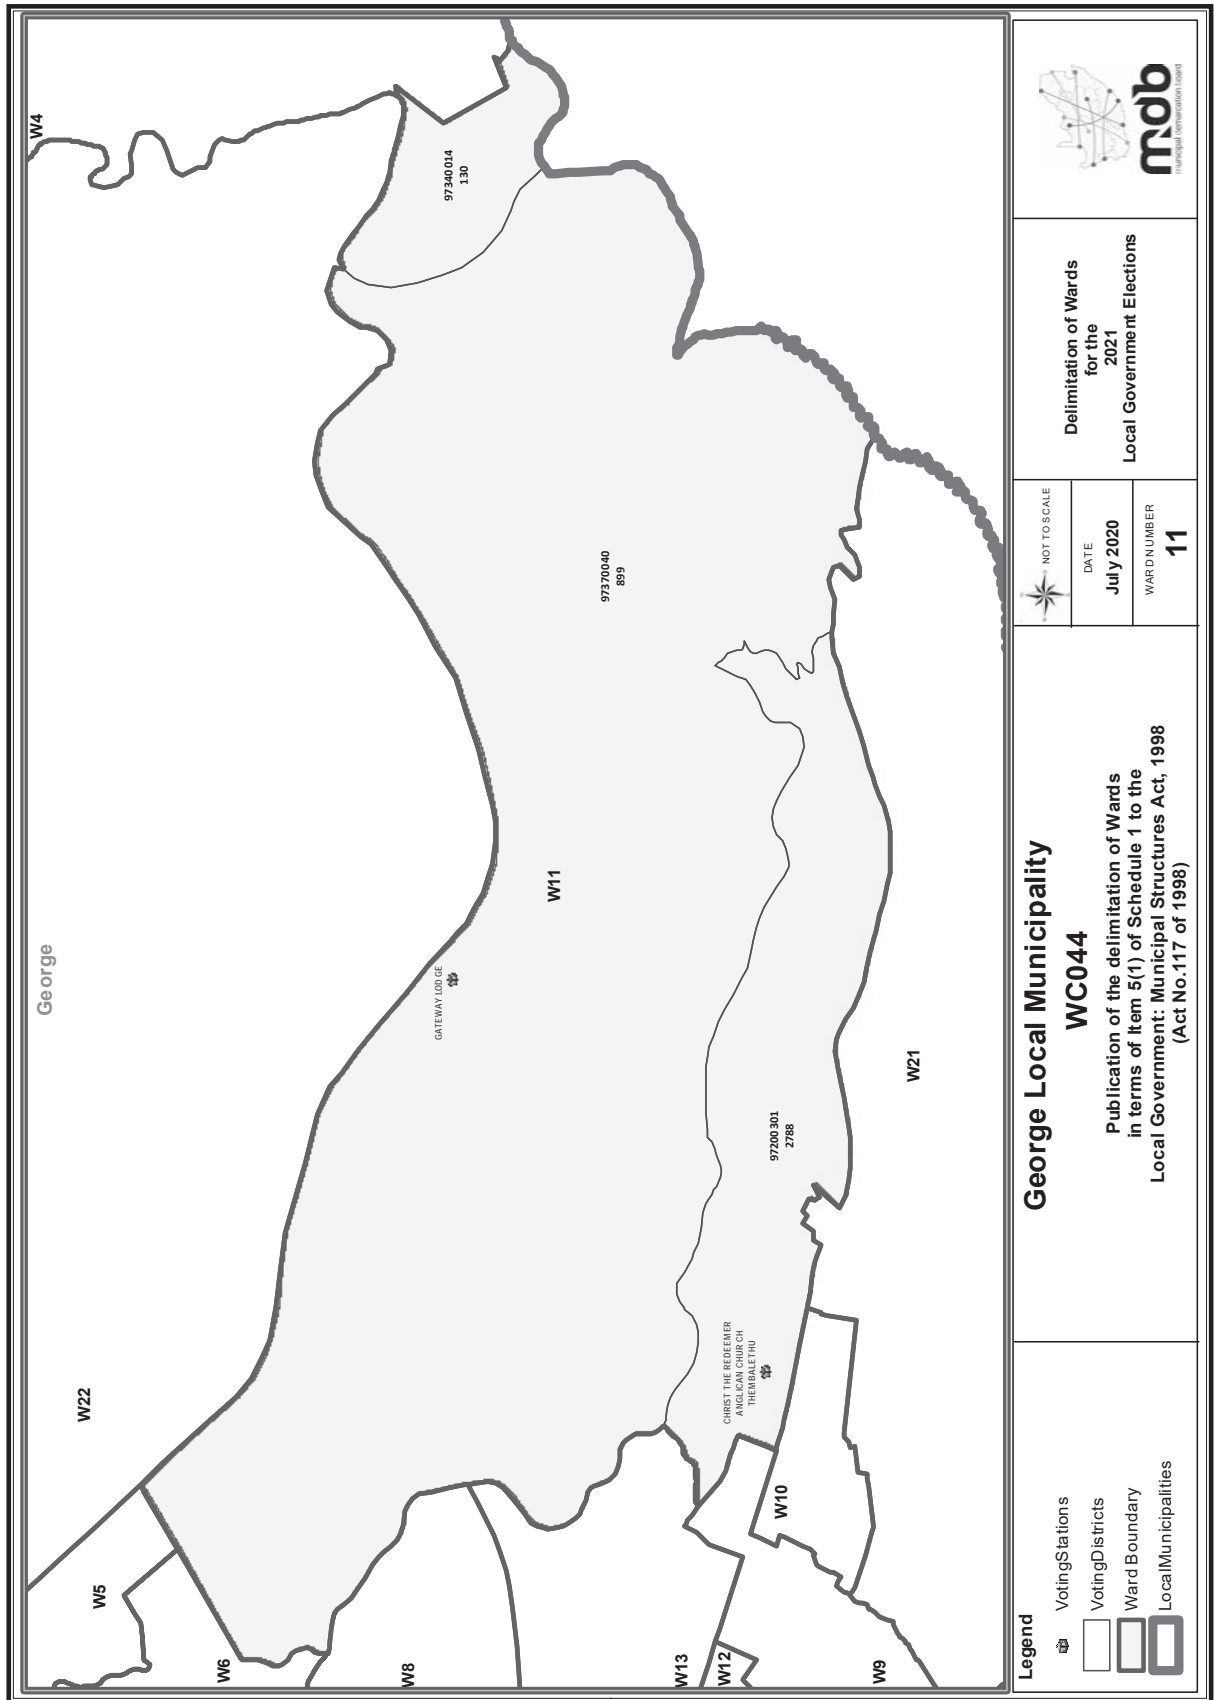 George
W4
W22
W5
W6
W8
W13
W12
W9
W10
W11
W21
97340014
130
97370040
899
97200301
2788
GATEWAY LODGE
CHRIST THE REDEEMER
ANGLICAN CHURCH
THEMBALETHU
Legend
VotingStations
VotingDistricts
Ward Boundary
LocalMunicipalities
George Local Municipality
WC044
Publication of the delimitation of Wards
in terms of Item 5(1) of Schedule 1 to the
Local Government: Municipal Structures Act, 1998
(Act No.117 of 1998)
NOT TO SCALE
DATE
July 2020
WARD NUMBER
11
Delimitation of Wards
for the
2021
Local Government Elections
mdb
municipal demarcation board